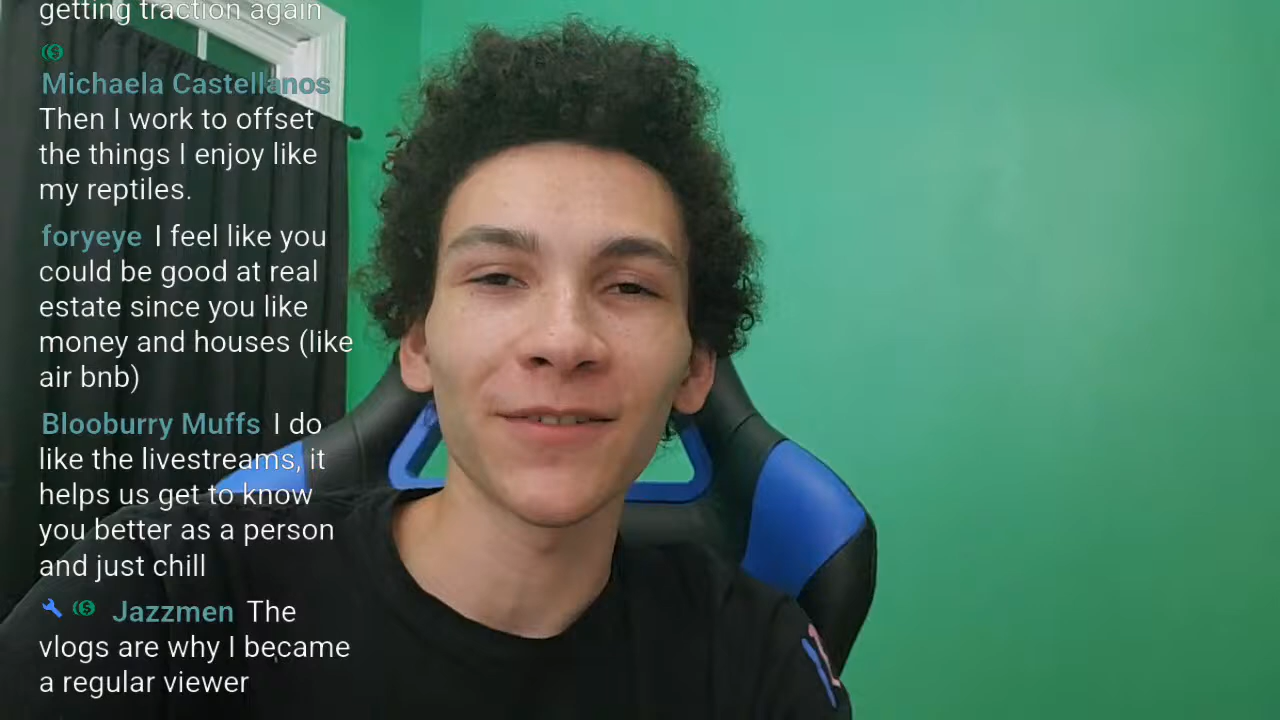 getting traction again
Michaela Castellanos
Then I work to offset
the things I enjoy like
my reptiles.
foryeye I feel like you
could be good at real
estate since you like
money and houses (like
air bnb)
Blooburry Muffs I do
like the livestreams, it
helps us get to know
you better as a person
and just chill
Jazzmen The
vlogs are why I became
a regular viewer